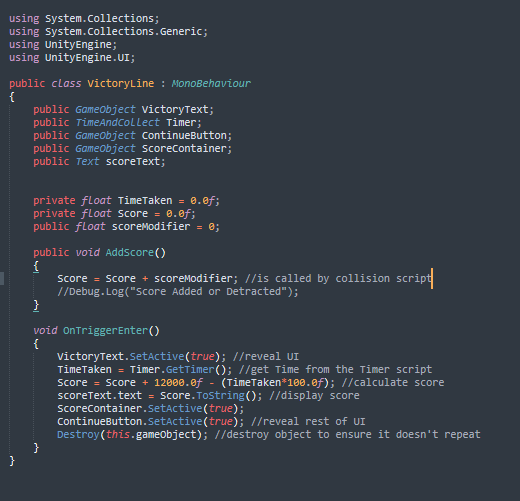 using System.Collections;
using System.Collections.Generic;
using UnityEngine;
using UnityEngine.UI;
public class VictoryLine : MonoBehaviour
{
public GameObject VictoryText;
public TimeAndCollect Timer;
public GameObject ContinueButton;
public GameObject ScoreContainer;
public Text scoreText;
private float TimeTaken = 0.0f;
private float Score = 0.0f;
public float scoreModifier = 0;
public void AddScore()
{
Score = Score + scoreModifier; //is called by collision script
//Debug.Log("Score Added or Detracted");
}
void OnTriggerEnter()
{
VictoryText.SetActive(true); //reveal UI
TimeTaken = Timer.GetTimer(); //get Time from the Timer script
Score = Score + 12000.0f - (TimeTaken*100.0f); //calculate score
scoreText.text = Score.ToString(); //display score
ScoreContainer.SetActive(true);
ContinueButton.SetActive(true); //reveal rest of UI
Destroy(this.gameObject); //destroy object to ensure it doesn't repeat
}
}